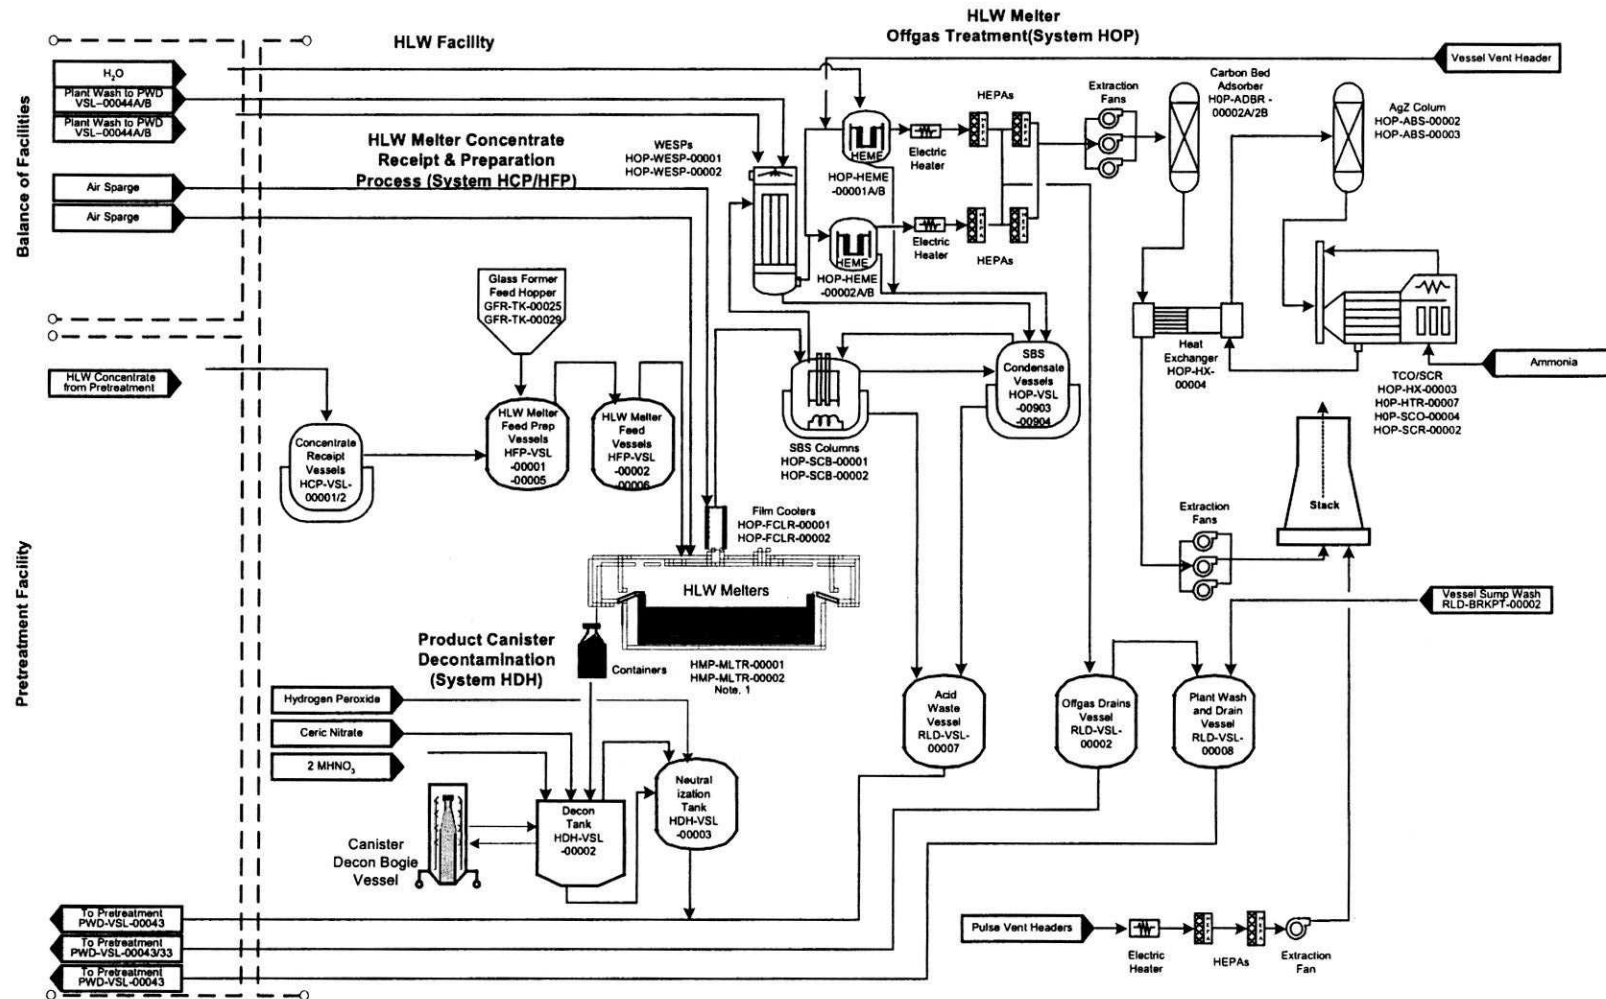 HLW Melter
Offgas Treatment(System HOP)
HLW Facility
Balance of Facilities
Pretreatment Facility
H₂O
Plant Wash to PWD
VSL-00044A/B
Plant Wash to PWD
VSL-00044A/B
Air Sparge
Air Sparge
HLW Concentrate
from Pretreatment
HLW Melter Concentrate
Receipt & Preparation
Process (System HCP/HFP)
Glass Former
Feed Hopper
GFR-TK-00025
GFR-TK-00029
Concentrate
Receipt
Vessels
HCP-VSL-
00001/2
HLW Melter
Feed Prep
Vessels
HFP-VSL
-00001
-00005
HLW Melter
Feed
Vessels
HFP-VSL
-00002
-00006
WESPs
HOP-WESP-00001
HOP-WESP-00002
HEME
HOP-HEME
-00001A/B
HEME
HOP-HEME
-00002A/B
Electric
Heater
Electric
Heater
HEPAs
HEPA
HEPA
HEPA
HEPA
HEPAs
Extraction
Fans
Carbon Bed
Adsorber
H0P-ADBR -
00002A/2B
Vessel Vent Header
AgZ Colum
HOP-ABS-00002
HOP-ABS-00003
Heat
Exchanger
HOP-HX-
00004
TCO/SCR
HOP-HX-00003
H0P-HTR-00007
H0P-SCO-00004
HOP-SCR-00002
Ammonia
SBS
Condensate
Vessels
HOP-VSL
-00903
-00904
SBS Columns
HOP-SCB-00001
HOP-SCB-00002
Film Coolers
HOP-FCLR-00001
HOP-FCLR-00002
HLW Melters
HMP-MLTR-00001
HMP-MLTR-00002
Note. 1
Containers
Extraction
Fans
Stack
Vessel Sump Wash
RLD-BRKPT-00002
Product Canister
Decontamination
(System HDH)
Hydrogen Peroxide
Ceric Nitrate
2 MHNO₃
Canister
Decon Bogie
Vessel
Decon
Tank
HDH-VSL
-00002
Neutral
ization
Tank
HDH-VSL
-00003
Acid
Waste
Vessel
RLD-VSL-
00007
Offgas Drains
Vessel
RLD-VSL-
00002
Plant Wash
and Drain
Vessel
RLD-VSL-
00008
To Pretreatment
PWD-VSL-00043
To Pretreatment
PWD-VSL-00043/33
To Pretreatment
PWD-VSL-00043
Pulse Vent Headers
Electric
Heater
HEPA
HEPA
HEPAs
Extraction
Fan